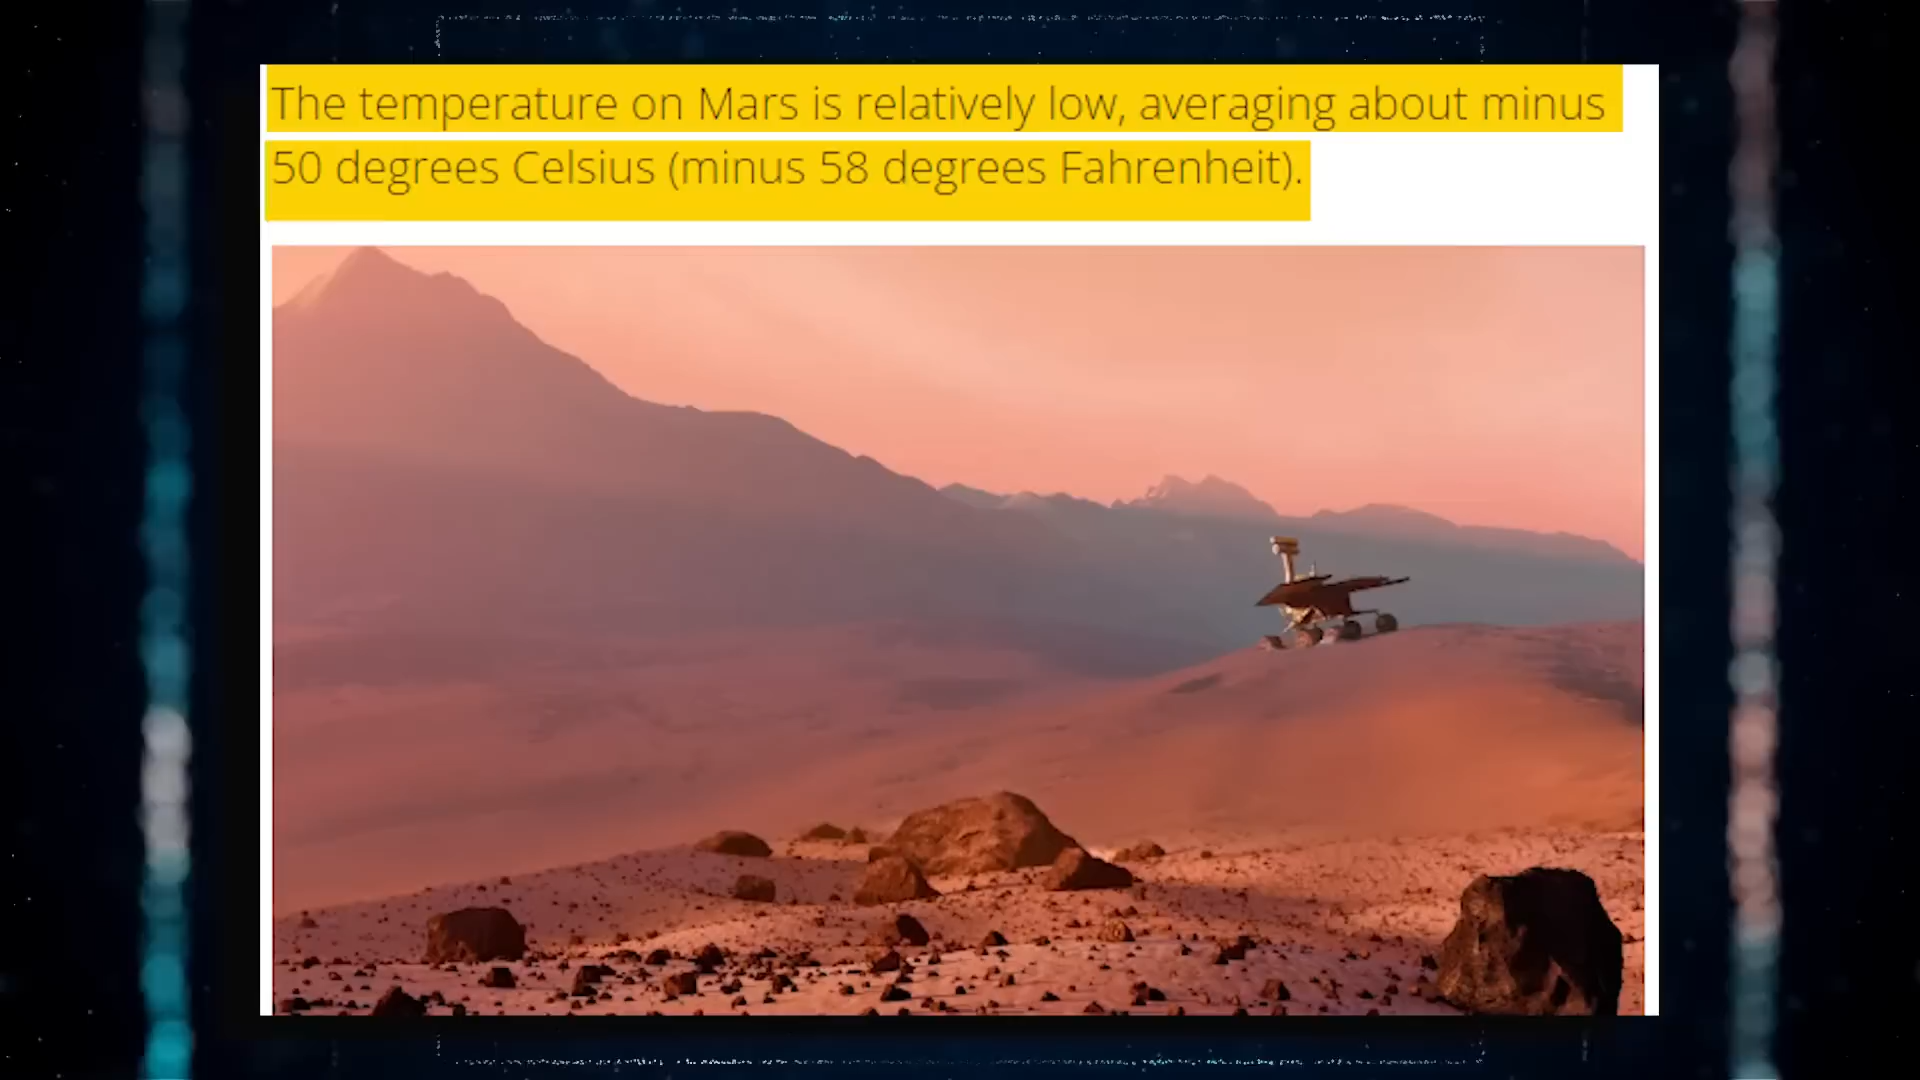 The temperature on Mars is relatively low, averaging about minus
50 degrees Celsius (minus 58 degrees Fahrenheit).